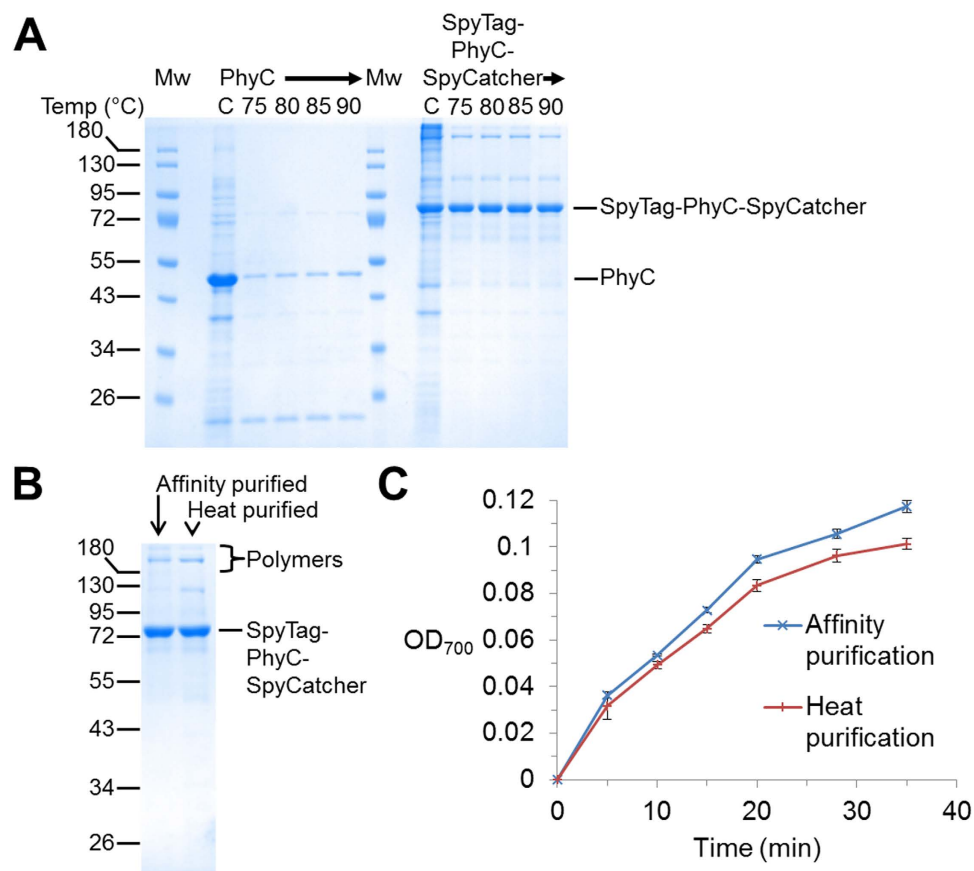 A
SpyTag-
PhyC-
Mw PhyC Mw SpyCatcher
Temp (°C) C 75 80 85 90 C 75 80 85 90
180
130
95
72
SpyTag-PhyC-SpyCatcher
55
PhyC
43
34
26
B
Affinity purified
Heat purified
180
Polymers
130
95
72
SpyTag-
PhyC-
SpyCatcher
55
43
34
26
C
0.12
0.1
0.08
0.06
0.04
0.02
0
OD700
Affinity
purification
Heat
purification
0 10 20 30 40
Time (min)